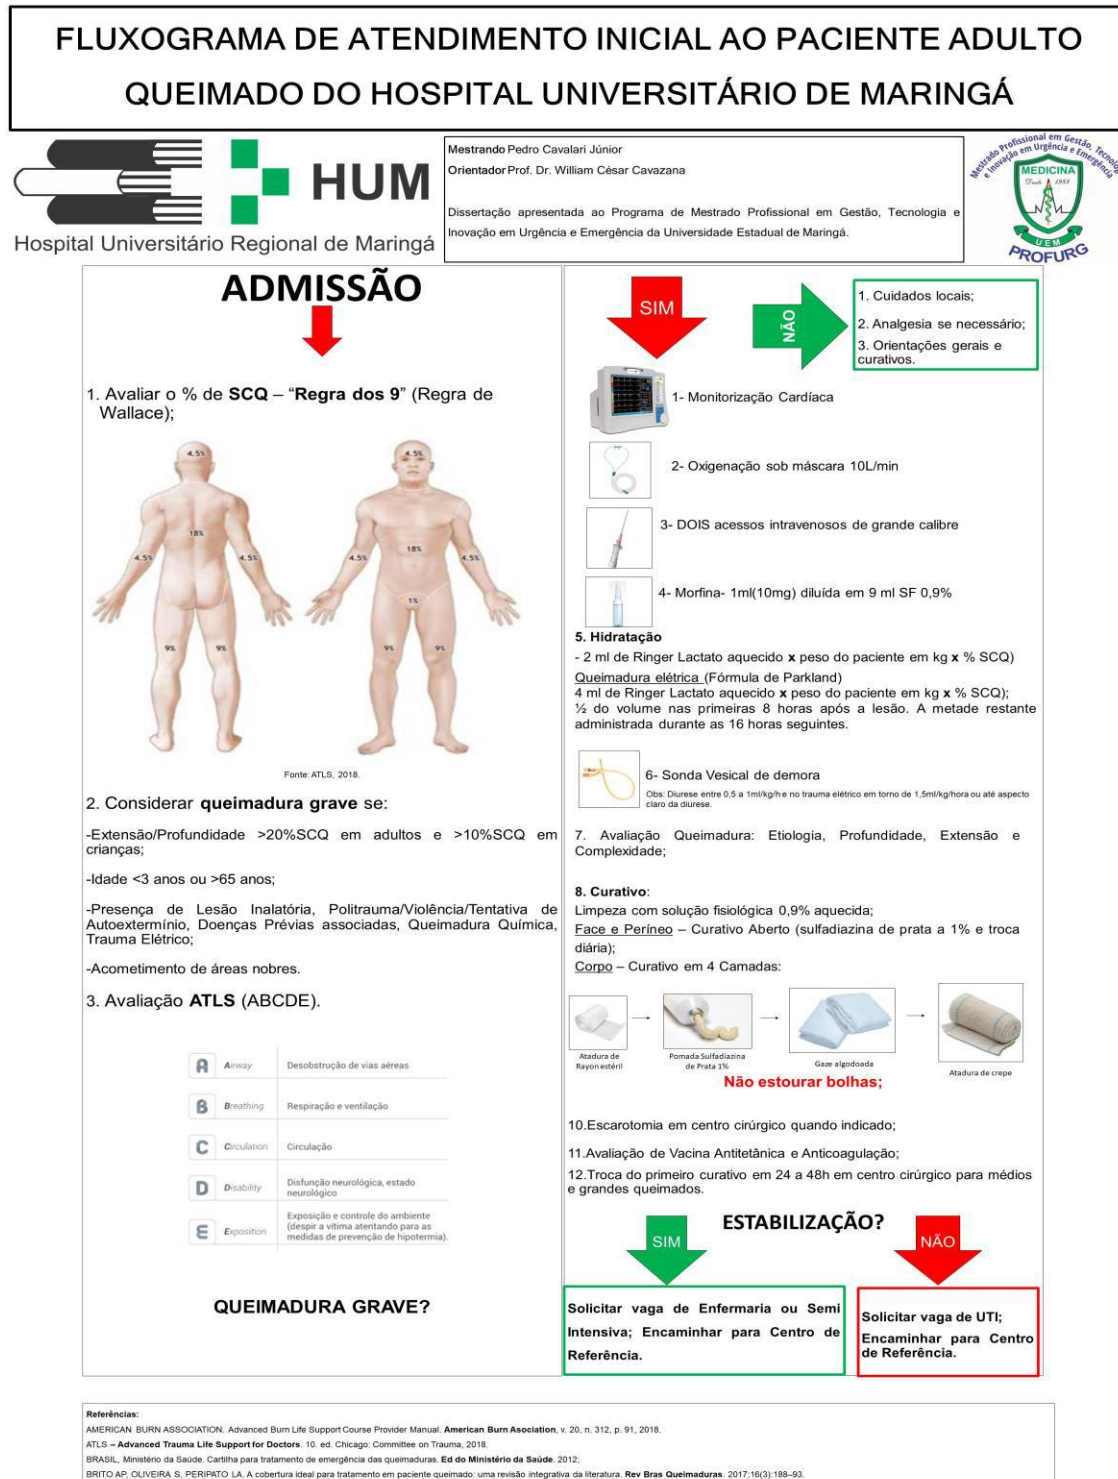 FLUXOGRAMA DE ATENDIMENTO INICIAL AO PACIENTE ADULTO
QUEIMADO DO HOSPITAL UNIVERSITÁRIO DE MARINGÁ
HUM
Hospital Universitário Regional de Maringá
Mestrando Pedro Cavalari Júnior
Orientador Prof. Dr. William César Cavazana
Dissertação apresentada ao Programa de Mestrado Profissional em Gestão, Tecnologia e
Inovação em Urgência e Emergência da Universidade Estadual de Maringá.
Mestrado Profissional em Gestão, Tecnologia
e Inovação em Urgência e Emergência
MEDICINA
Desde 1988
UEM
PROFURG
ADMISSÃO
1. Avaliar o % de SCQ – “Regra dos 9” (Regra de
Wallace);
4.5%
18%
4.5%
4.5%
9%
9%
4.5%
18%
4.5%
4.5%
1%
9%
9%
Fonte: ATLS, 2018.
2. Considerar queimadura grave se:
-Extensão/Profundidade >20%SCQ em adultos e >10%SCQ em
crianças;
-Idade <3 anos ou >65 anos;
-Presença de Lesão Inalatória, Politrauma/Violência/Tentativa de
Autoextermínio, Doenças Prévias associadas, Queimadura Química,
Trauma Elétrico;
-Acometimento de áreas nobres.
3. Avaliação ATLS (ABCDE).
A Airway Desobstrução de vias aéreas
B Breathing Respiração e ventilação
C Circulation Circulação
D Disability Disfunção neurológica, estado
neurológico
E Exposition Exposição e controle do ambiente
(despir a vítima atentando para as
medidas de prevenção de hipotermia).
QUEIMADURA GRAVE?
SIM
NÃO
1. Cuidados locais;
2. Analgesia se necessário;
3. Orientações gerais e
curativos.
1- Monitorização Cardíaca
2- Oxigenação sob máscara 10L/min
3- DOIS acessos intravenosos de grande calibre
4- Morfina- 1ml(10mg) diluída em 9 ml SF 0,9%
5. Hidratação
- 2 ml de Ringer Lactato aquecido x peso do paciente em kg x % SCQ)
Queimadura elétrica (Fórmula de Parkland)
4 ml de Ringer Lactato aquecido x peso do paciente em kg x % SCQ);
½ do volume nas primeiras 8 horas após a lesão. A metade restante
administrada durante as 16 horas seguintes.
6- Sonda Vesical de demora
Obs: Diurese entre 0,5 a 1ml/kg/h e no trauma elétrico em torno de 1,5ml/kg/hora ou até aspecto
claro da diurese.
7. Avaliação Queimadura: Etiologia, Profundidade, Extensão e
Complexidade;
8. Curativo:
Limpeza com solução fisiológica 0,9% aquecida;
Face e Períneo – Curativo Aberto (sulfadiazina de prata a 1% e troca
diária);
Corpo – Curativo em 4 Camadas:
Atadura de
Rayon estéril
Pomada Sulfadiazina
de Prata 1%
Gaze algodoada
Atadura de crepe
Não estourar bolhas;
10.Escarotomia em centro cirúrgico quando indicado;
11.Avaliação de Vacina Antitetânica e Anticoagulação;
12.Troca do primeiro curativo em 24 a 48h em centro cirúrgico para médios
e grandes queimados.
ESTABILIZAÇÃO?
SIM
NÃO
Solicitar vaga de Enfermaria ou Semi
Intensiva; Encaminhar para Centro de
Referência.
Solicitar vaga de UTI;
Encaminhar para Centro
de Referência.
Referências:
AMERICAN BURN ASSOCIATION. Advanced Burn Life Support Course Provider Manual. American Burn Asociation, v. 20, n. 312, p. 91, 2018.
ATLS – Advanced Trauma Life Support for Doctors. 10. ed. Chicago: Committee on Trauma, 2018.
BRASIL, Ministério da Saúde. Cartilha para tratamento de emergência das queimaduras. Ed do Ministério da Saúde. 2012;
BRITO AP, OLIVEIRA S, PERIPATO LA. A cobertura ideal para tratamento em paciente queimado: uma revisão integrativa da literatura. Rev Bras Queimaduras. 2017;16(3):188–93.